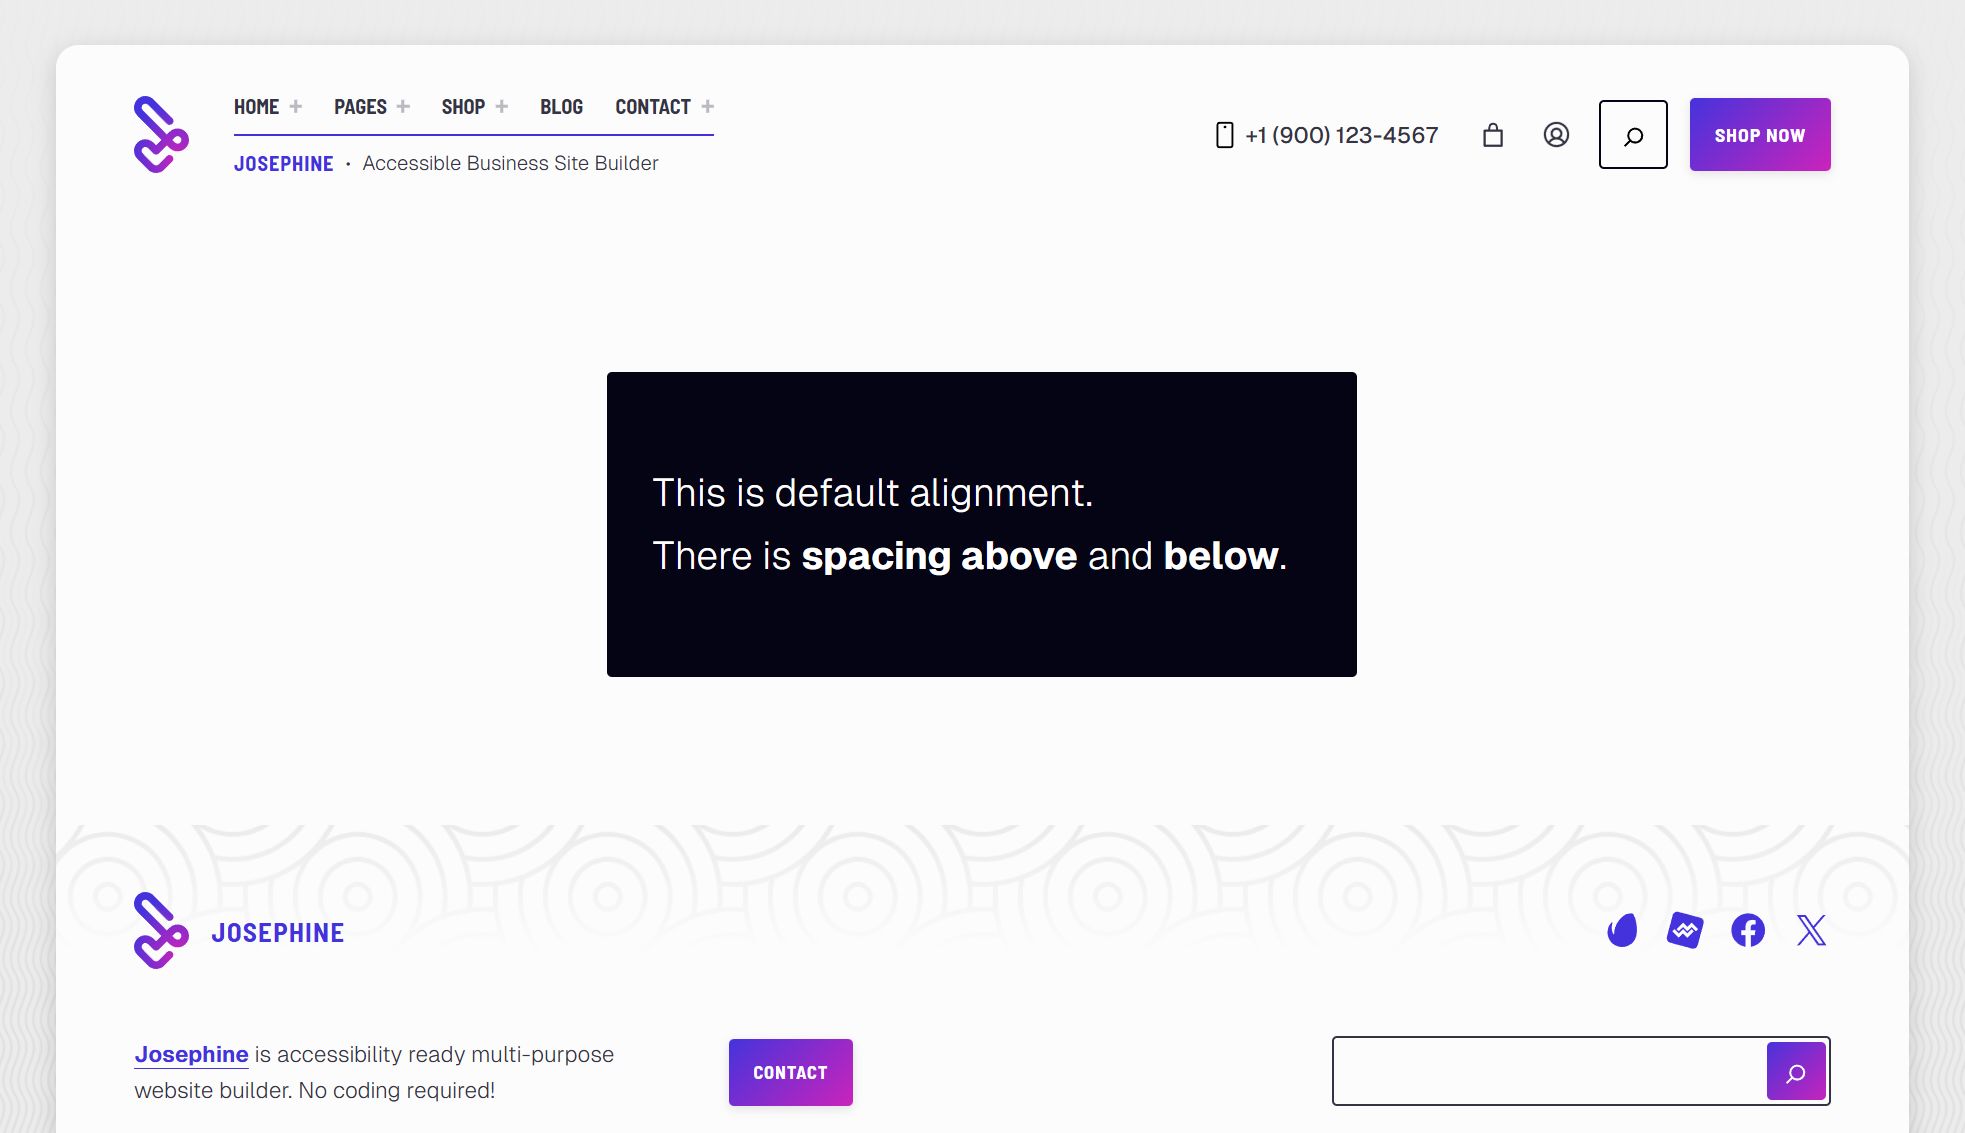 HOME + PAGES + SHOP + BLOG CONTACT +
JOSEPHINE • Accessible Business Site Builder
+1 (900) 123-4567
SHOP NOW
This is default alignment.
There is spacing above and below.
JOSEPHINE
Josephine is accessibility ready multi-purpose
website builder. No coding required!
CONTACT